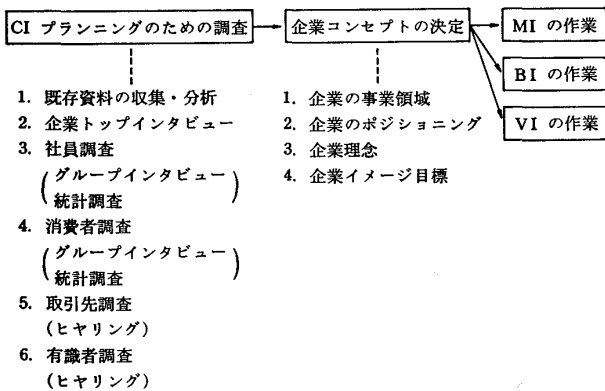 CI プランニングのための調査
企業コンセプトの決定
MI の作業
BI の作業
VI の作業
1. 既存資料の収集・分析
2. 企業トップインタビュー
3. 社員調査
(グループインタビュー
統計調査)
4. 消費者調査
(グループインタビュー
統計調査)
5. 取引先調査
(ヒヤリング)
6. 有識者調査
(ヒヤリング)
1. 企業の事業領域
2. 企業のポジショニング
3. 企業理念
4. 企業イメージ目標